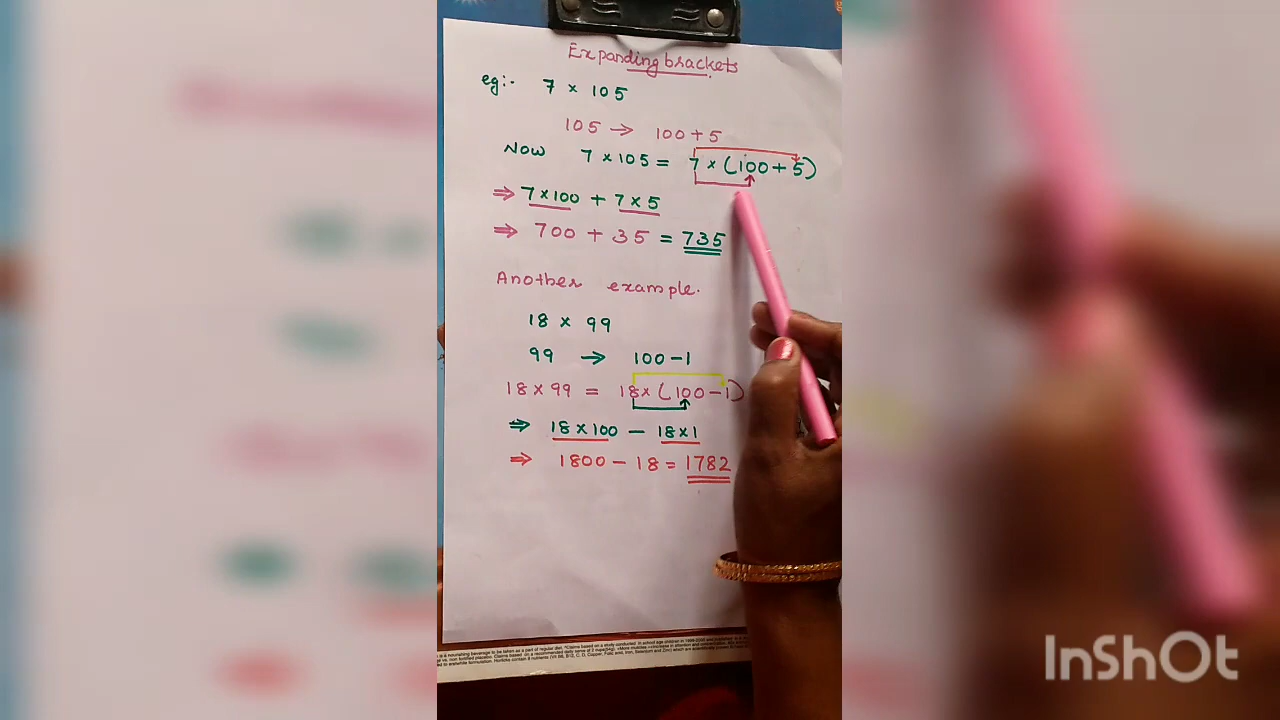 Expanding brackets
eg:- 7 × 105
105 → 100 + 5
Now 7 × 105 = 7 × (100 + 5)
⇒ 7 × 100 + 7 × 5
⇒ 700 + 35 = 735
Another example.
18 × 99
99 → 100 - 1
18 × 99 = 18 × (100 - 1)
⇒ 18 × 100 - 18 × 1
⇒ 1800 - 18 = 1782
InShOt